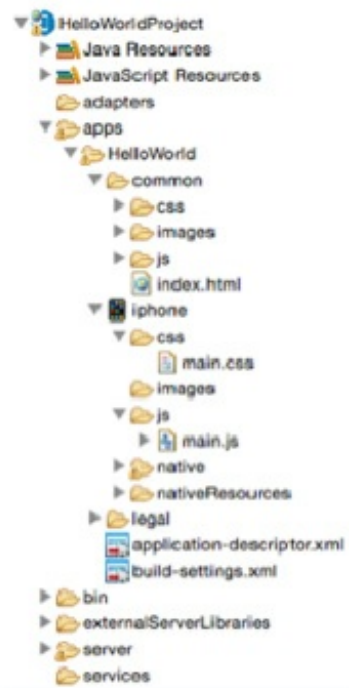 HelloWorldProject
Java Resources
JavaScript Resources
adapters
apps
HelloWorld
common
css
images
js
index.html
iphone
css
main.css
images
js
main.js
native
nativeResources
legal
application-descriptor.xml
build-settings.xml
bin
externalServerLibraries
server
services